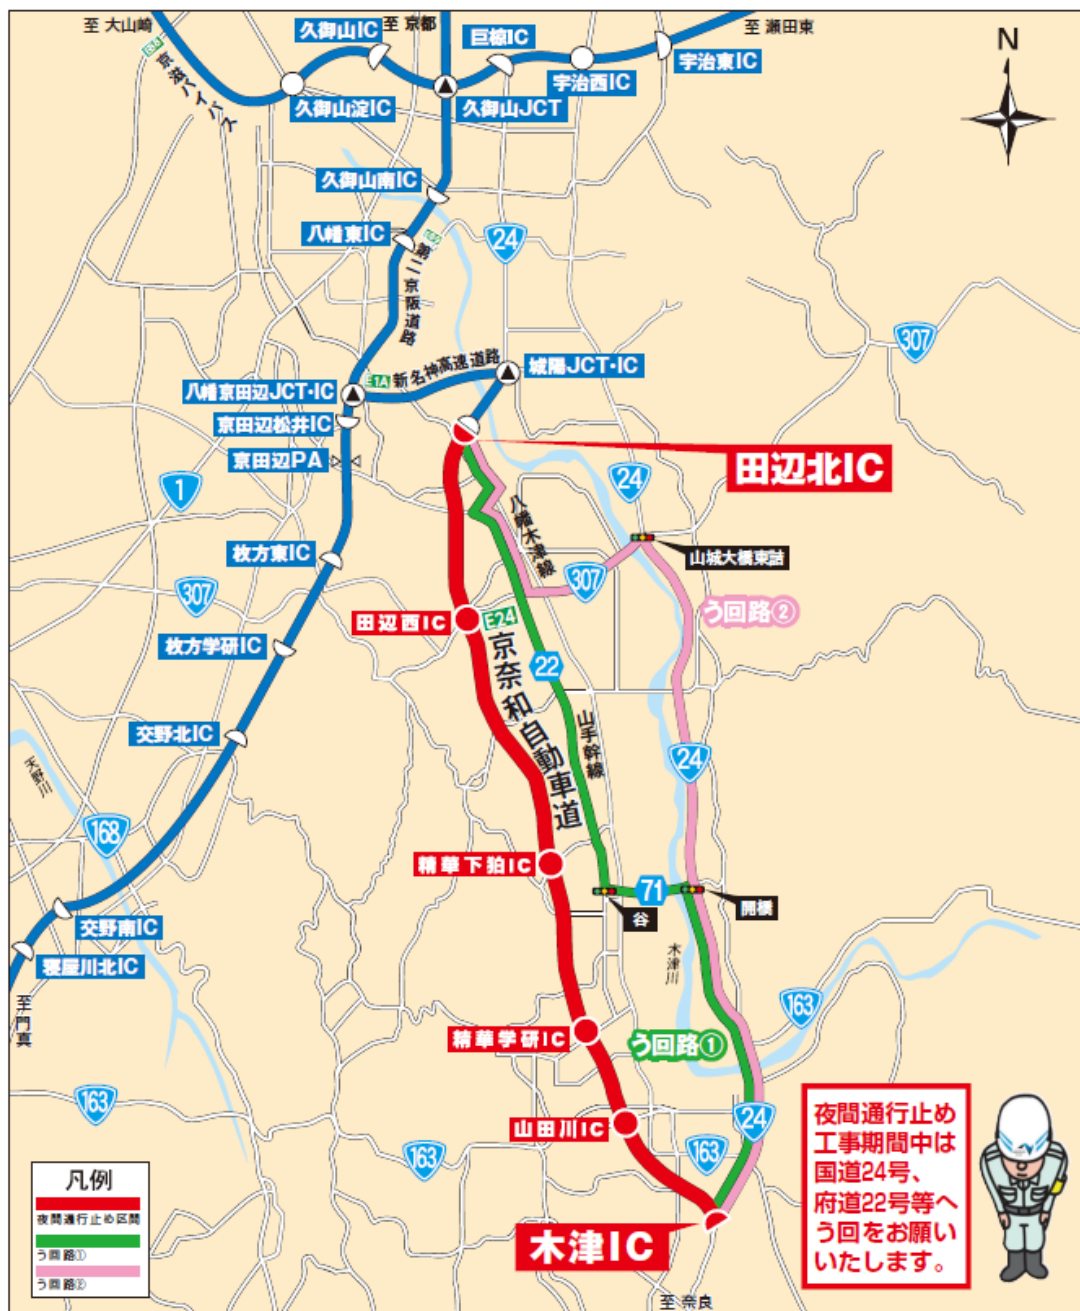 至 大山崎
久御山IC
至 京都
巨椋IC
至 瀬田東
宇治東IC
宇治西IC
N
京滋バイパス
久御山淀IC
久御山JCT
久御山南IC
八幡東IC
24
第二京阪道路
307
E1A
新名神高速道路
城陽JCT・IC
八幡京田辺JCT・IC
京田辺松井IC
京田辺PA
田辺北IC
1
24
八幡木津線
山城大橋東詰
枚方東IC
307
307
う回路②
田辺西IC
E24
京奈和自動車道
枚方学研IC
22
山手幹線
交野北IC
24
天野川
168
精華下狛IC
71
谷
開橋
交野南IC
寝屋川北IC
木津川
至 門真
163
精華学研IC
う回路①
163
山田川IC
24
163
163
夜間通行止め
工事期間中は
国道24号、
府道22号等へ
う回をお願い
いたします。
凡例
夜間通行止め区間
う回路①
う回路②
木津IC
至 奈良